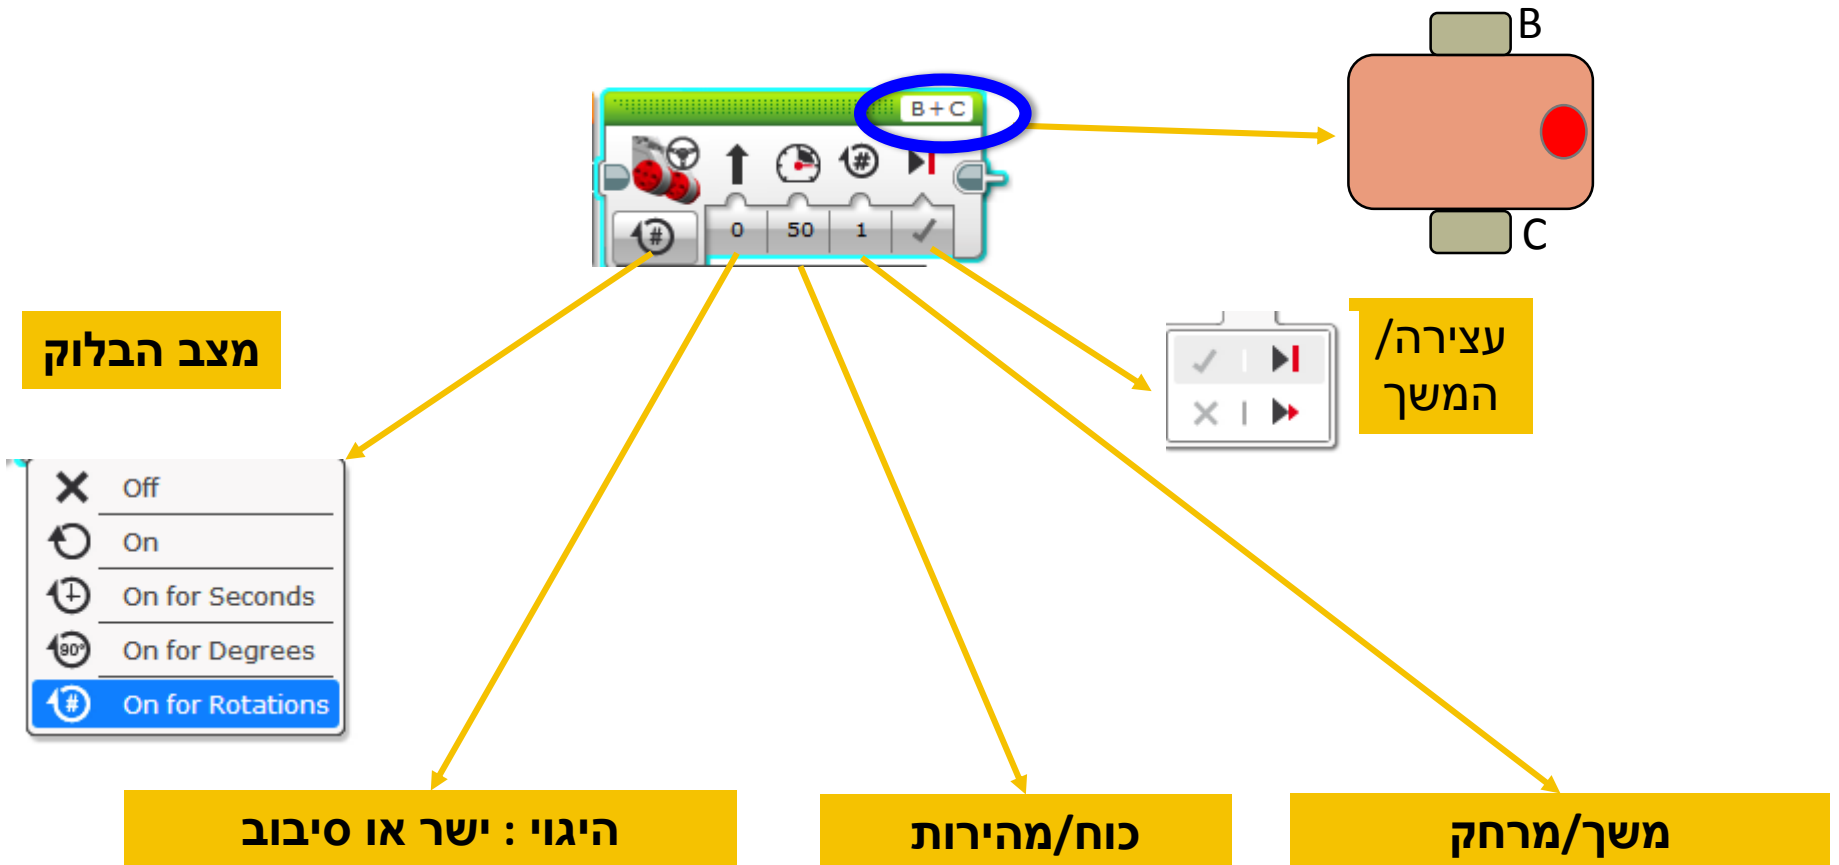 B
B+C
0 50 1
C
#
#
מצב הבלוק
עצירה/
המשך
Off
On
On for Seconds
90° On for Degrees
# On for Rotations
היגוי : ישר או סיבוב
כוח/מהירות
משך/מרחק